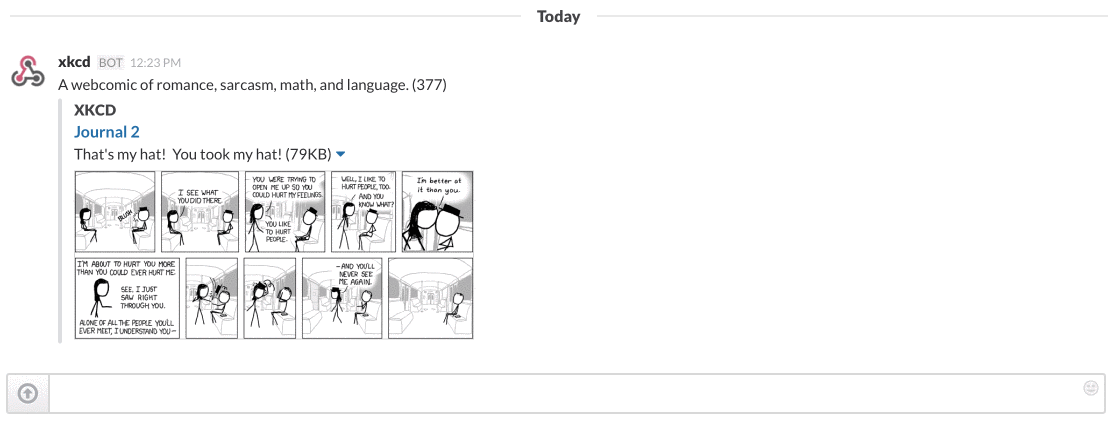 Today
xkcd BOT 12:23 PM
A webcomic of romance, sarcasm, math, and language. (377)
XKCD
Journal 2
That's my hat!  You took my hat! (79KB)
BLUSH
I SEE WHAT
YOU DID THERE.
YOU WERE TRYING TO
OPEN ME UP SO YOU
COULD HURT MY FEELINGS.
YOU LIKE
TO HURT
PEOPLE.
WELL, I LIKE TO
HURT PEOPLE, TOO.
AND YOU
KNOW WHAT?
I'm better at
it than you.
I'M ABOUT TO HURT YOU MORE
THAN YOU COULD EVER HURT ME.
SEE, I JUST
SAW RIGHT
THROUGH YOU.
ALONE OF ALL THE PEOPLE YOU'LL
EVER MEET, I UNDERSTAND YOU—
—AND YOU'LL
NEVER SEE
ME AGAIN.